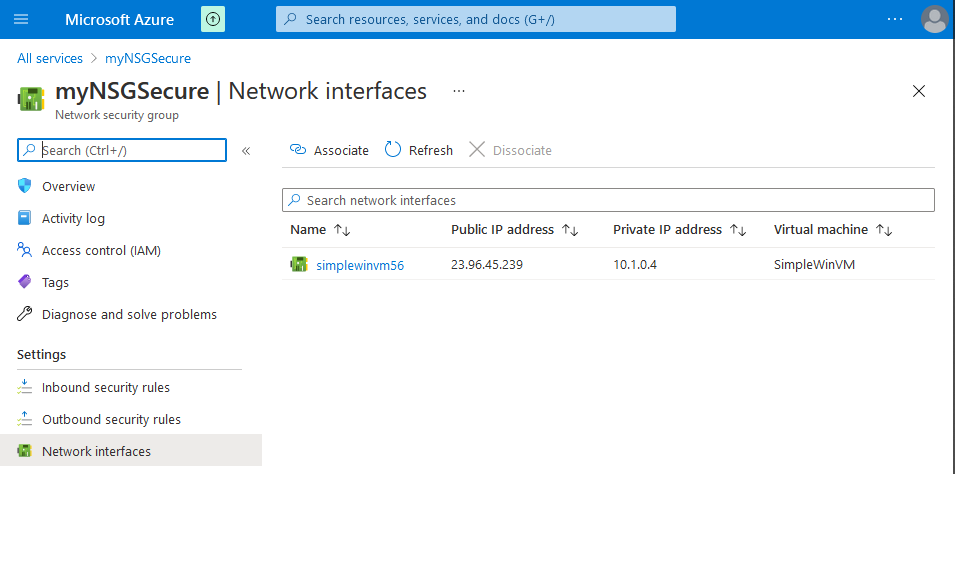 Microsoft Azure
Search resources, services, and docs (G+/)
All services > myNSGSecure
myNSGSecure | Network interfaces
Network security group
Search (Ctrl+/)
Overview
Activity log
Access control (IAM)
Tags
Diagnose and solve problems
Settings
Inbound security rules
Outbound security rules
Network interfaces
Associate Refresh Dissociate
Search network interfaces
Name Public IP address Private IP address Virtual machine
simplewinvm56 23.96.45.239 10.1.0.4 SimpleWinVM